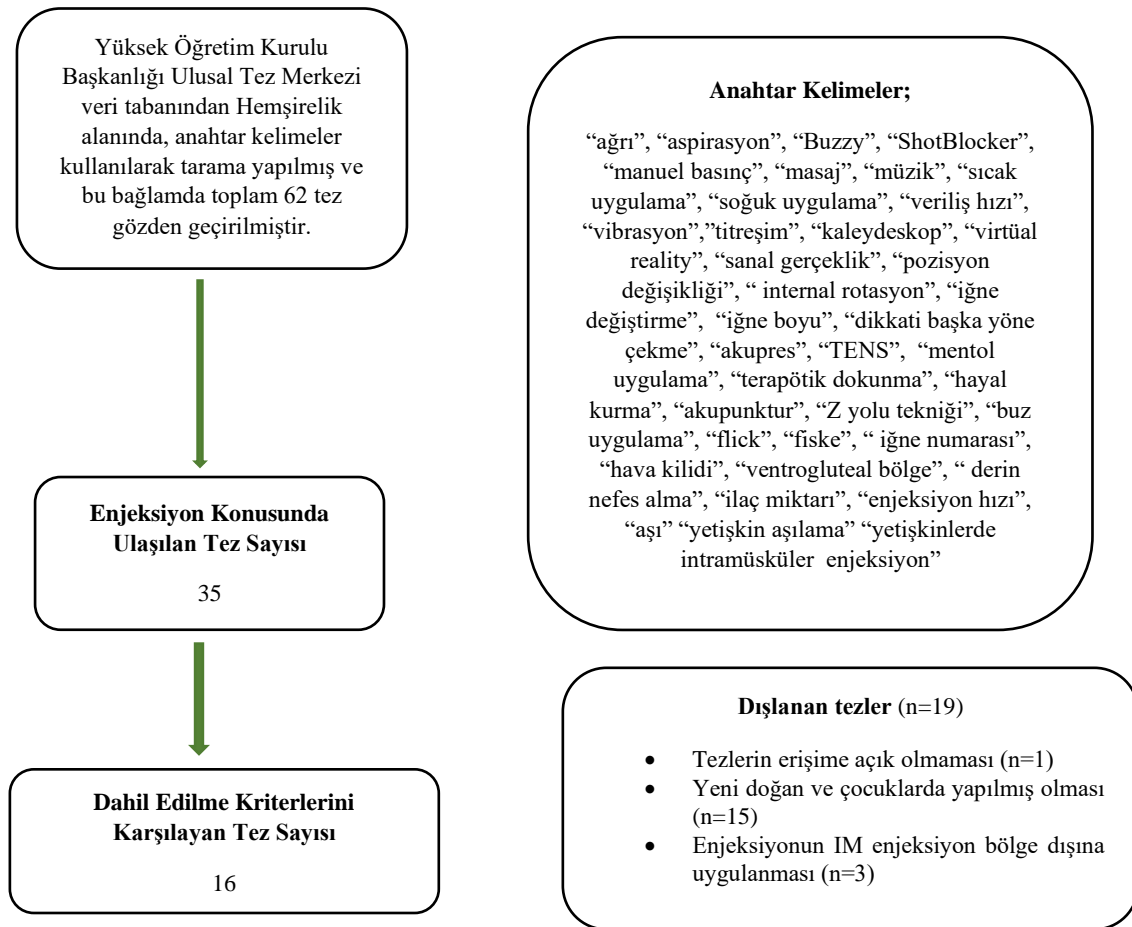 Yüksek Öğretim Kurulu
Başkanlığı Ulusal Tez Merkezi
veri tabanından Hemşirelik
alanında, anahtar kelimeler
kullanılarak tarama yapılmış ve
bu bağlamda toplam 62 tez
gözden geçirilmiştir.
Anahtar Kelimeler;
“ağrı”, “aspirasyon”, “Buzzy”, “ShotBlocker”,
“manuel basınç”, “masaj”, “müzik”, “sıcak
uygulama”, “soğuk uygulama”, “veriliş hızı”,
“vibrasyon”,”titreşim”, “kaleydeskop”, “virtüal
reality”, “sanal gerçeklik”, “pozisyon
değişikliği”, “ internal rotasyon”, “iğne
değiştirme”, “iğne boyu”, “dikkati başka yöne
çekme”, “akupres”, “TENS”, “mentol
uygulama”, “terapötik dokunma”, “hayal
kurma”, “akupunktur”, “Z yolu tekniği”, “buz
uygulama”, “flick”, “fiske”, “ iğne numarası”,
“hava kilidi”, “ventrogluteal bölge”, “ derin
nefes alma”, “ilaç miktarı”, “enjeksiyon hızı”,
“aşı” “yetişkin aşılama” “yetişkinlerde
intramüsküler enjeksiyon”
Enjeksiyon Konusunda
Ulaşılan Tez Sayısı
35
Dışlanan tezler (n=19)
• Tezlerin erişime açık olmaması (n=1)
• Yeni doğan ve çocuklarda yapılmış olması
(n=15)
• Enjeksiyonun IM enjeksiyon bölge dışına
uygulanması (n=3)
Dahil Edilme Kriterlerini
Karşılayan Tez Sayısı
16